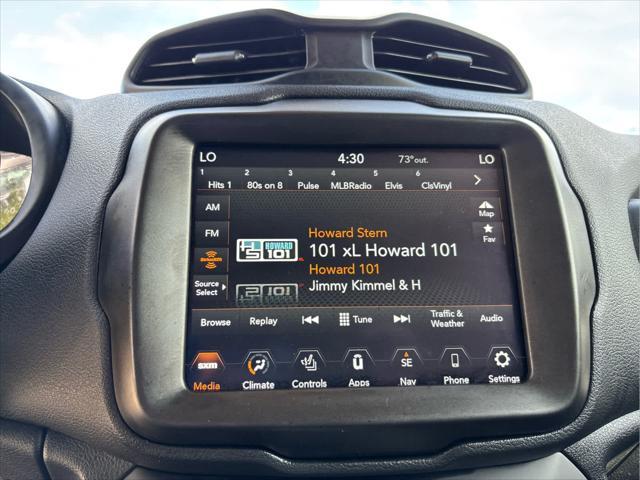 LO 4:30 73°out. LO
1 2 3 4 5 6
Hits 1 80s on 8 Pulse MLBRadio Elvis ClsVinyl
AM
FM
SiriusXM
Source
Select
HOWARD
101
Howard Stern
101 xL Howard 101
Howard 101
Jimmy Kimmel & H
101
Map
Fav
Browse Replay Tune Traffic &
Weather Audio
sxm SE
Media Climate Controls Apps Nav Phone Settings